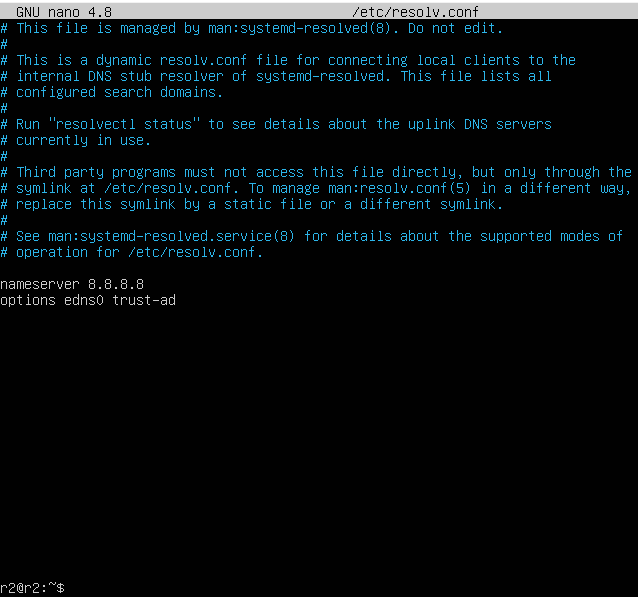 GNU nano 4.8 /etc/resolv.conf
# This file is managed by man:systemd-resolved(8). Do not edit.
#
# This is a dynamic resolv.conf file for connecting local clients to the
# internal DNS stub resolver of systemd-resolved. This file lists all
# configured search domains.
#
# Run "resolvectl status" to see details about the uplink DNS servers
# currently in use.
#
# Third party programs must not access this file directly, but only through the
# symlink at /etc/resolv.conf. To manage man:resolv.conf(5) in a different way,
# replace this symlink by a static file or a different symlink.
#
# See man:systemd-resolved.service(8) for details about the supported modes of
# operation for /etc/resolv.conf.
nameserver 8.8.8.8
options edns0 trust-ad
r2@r2:~$